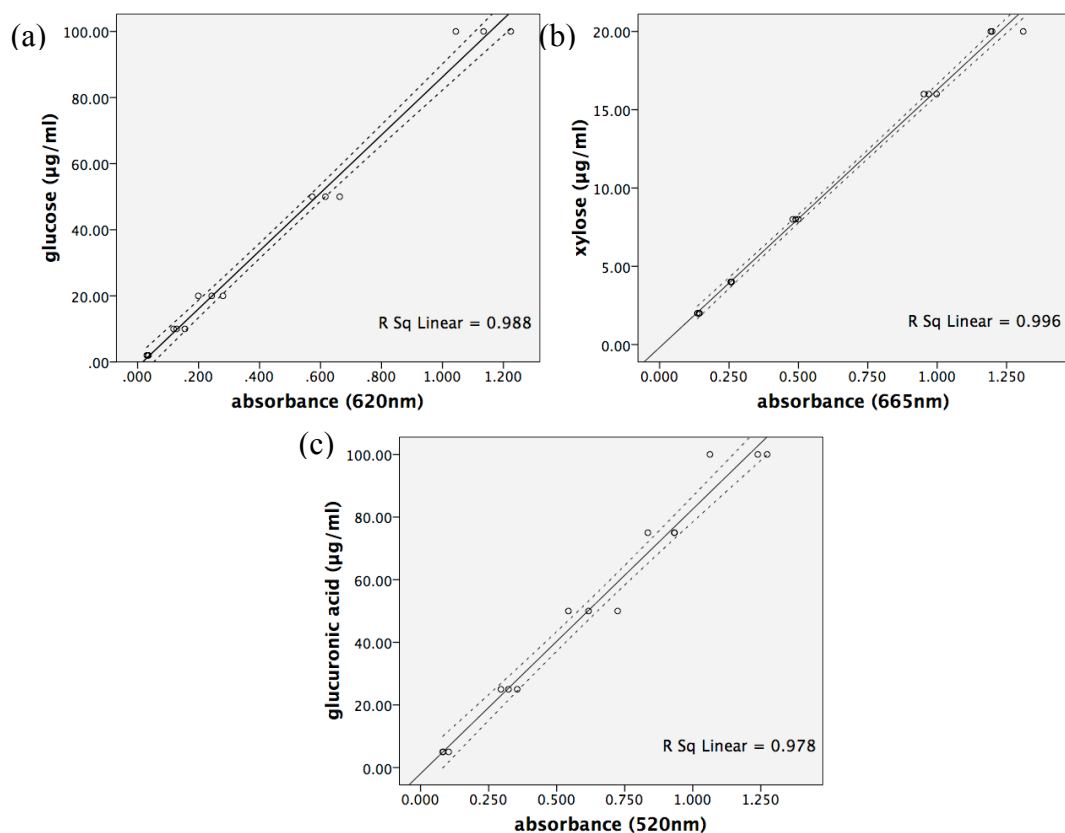 (a)
glucose (µg/ml)
100.00
80.00
60.00
40.00
20.00
.00
R Sq Linear = 0.988
.000 .200 .400 .600 .800 1.000 1.200
absorbance (620nm)
(b)
xylose (µg/ml)
20.00
15.00
10.00
5.00
0.00
R Sq Linear = 0.996
0.000 0.250 0.500 0.750 1.000 1.250
absorbance (665nm)
(c)
glucuronic acid (µg/ml)
100.00
80.00
60.00
40.00
20.00
0.00
R Sq Linear = 0.978
0.000 0.250 0.500 0.750 1.000 1.250
absorbance (520nm)